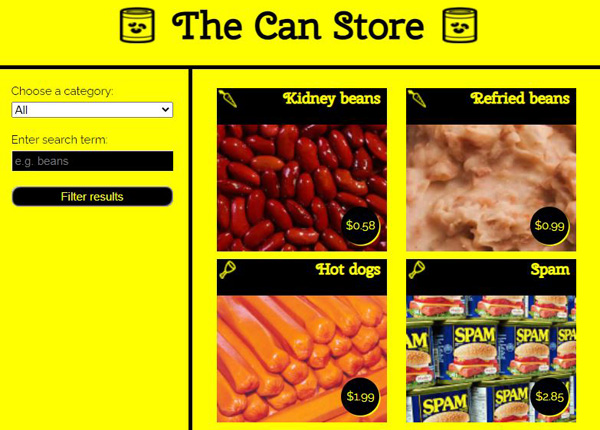 The Can Store
Choose a category:
All
Enter search term:
e.g. beans
Filter results
Kidney beans
$0.58
Refried beans
$0.99
Hot dogs
$1.99
Spam
SPAM
SPAM
SPAM
SPAM
SPAM
$2.85